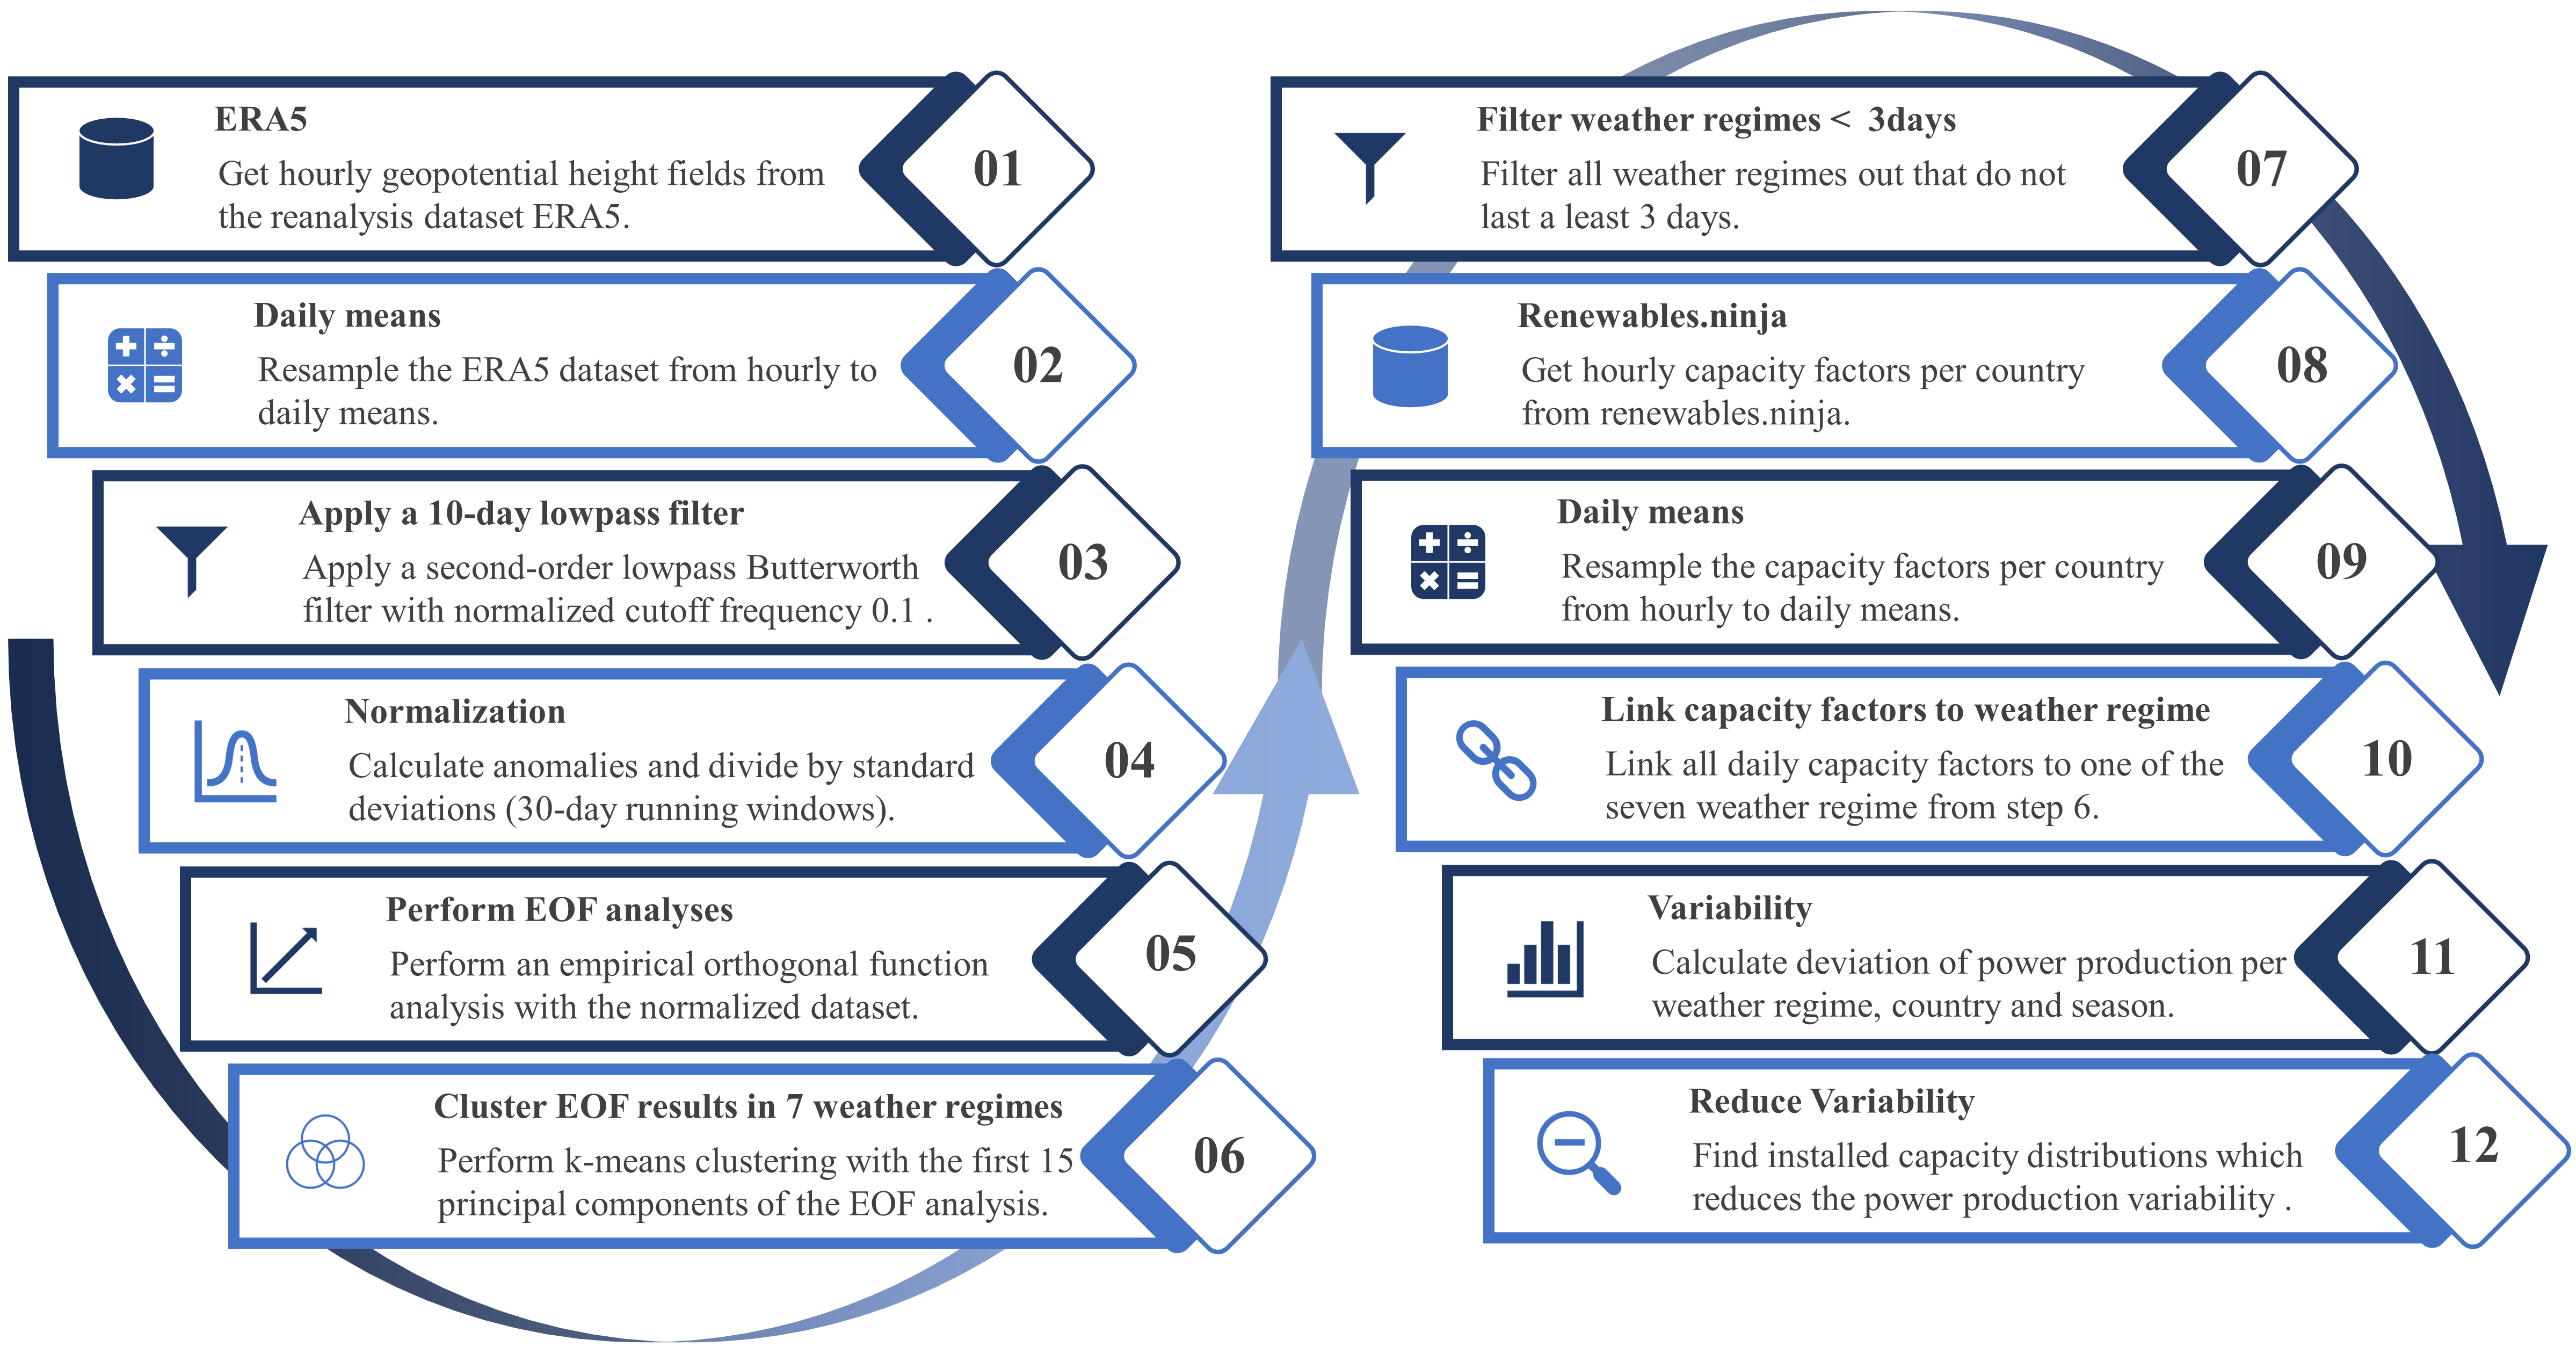 ERA5
Get hourly geopotential height fields from
the reanalysis dataset ERA5.
01
Daily means
Resample the ERA5 dataset from hourly to
daily means.
02
Apply a 10-day lowpass filter
Apply a second-order lowpass Butterworth
filter with normalized cutoff frequency 0.1 .
03
Normalization
Calculate anomalies and divide by standard
deviations (30-day running windows).
04
Perform EOF analyses
Perform an empirical orthogonal function
analysis with the normalized dataset.
05
Cluster EOF results in 7 weather regimes
Perform k-means clustering with the first 15
principal components of the EOF analysis.
06
Filter weather regimes < 3days
Filter all weather regimes out that do not
last a least 3 days.
07
Renewables.ninja
Get hourly capacity factors per country
from renewables.ninja.
08
Daily means
Resample the capacity factors per country
from hourly to daily means.
09
Link capacity factors to weather regime
Link all daily capacity factors to one of the
seven weather regime from step 6.
10
Variability
Calculate deviation of power production per
weather regime, country and season.
11
Reduce Variability
Find installed capacity distributions which
reduces the power production variability .
12